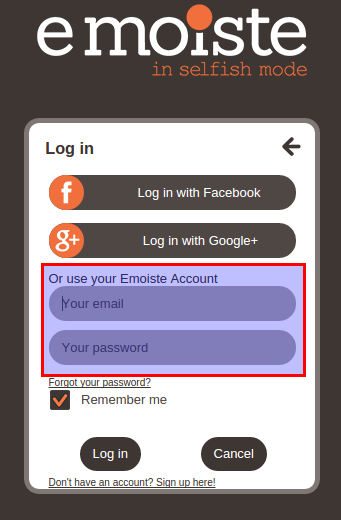 emoiste
in selfish mode
Log in
f Log in with Facebook
g+ Log in with Google+
Or use your Emoiste Account
Your email
Your password
Forgot your password?
Remember me
Log in Cancel
Don't have an account? Sign up here!